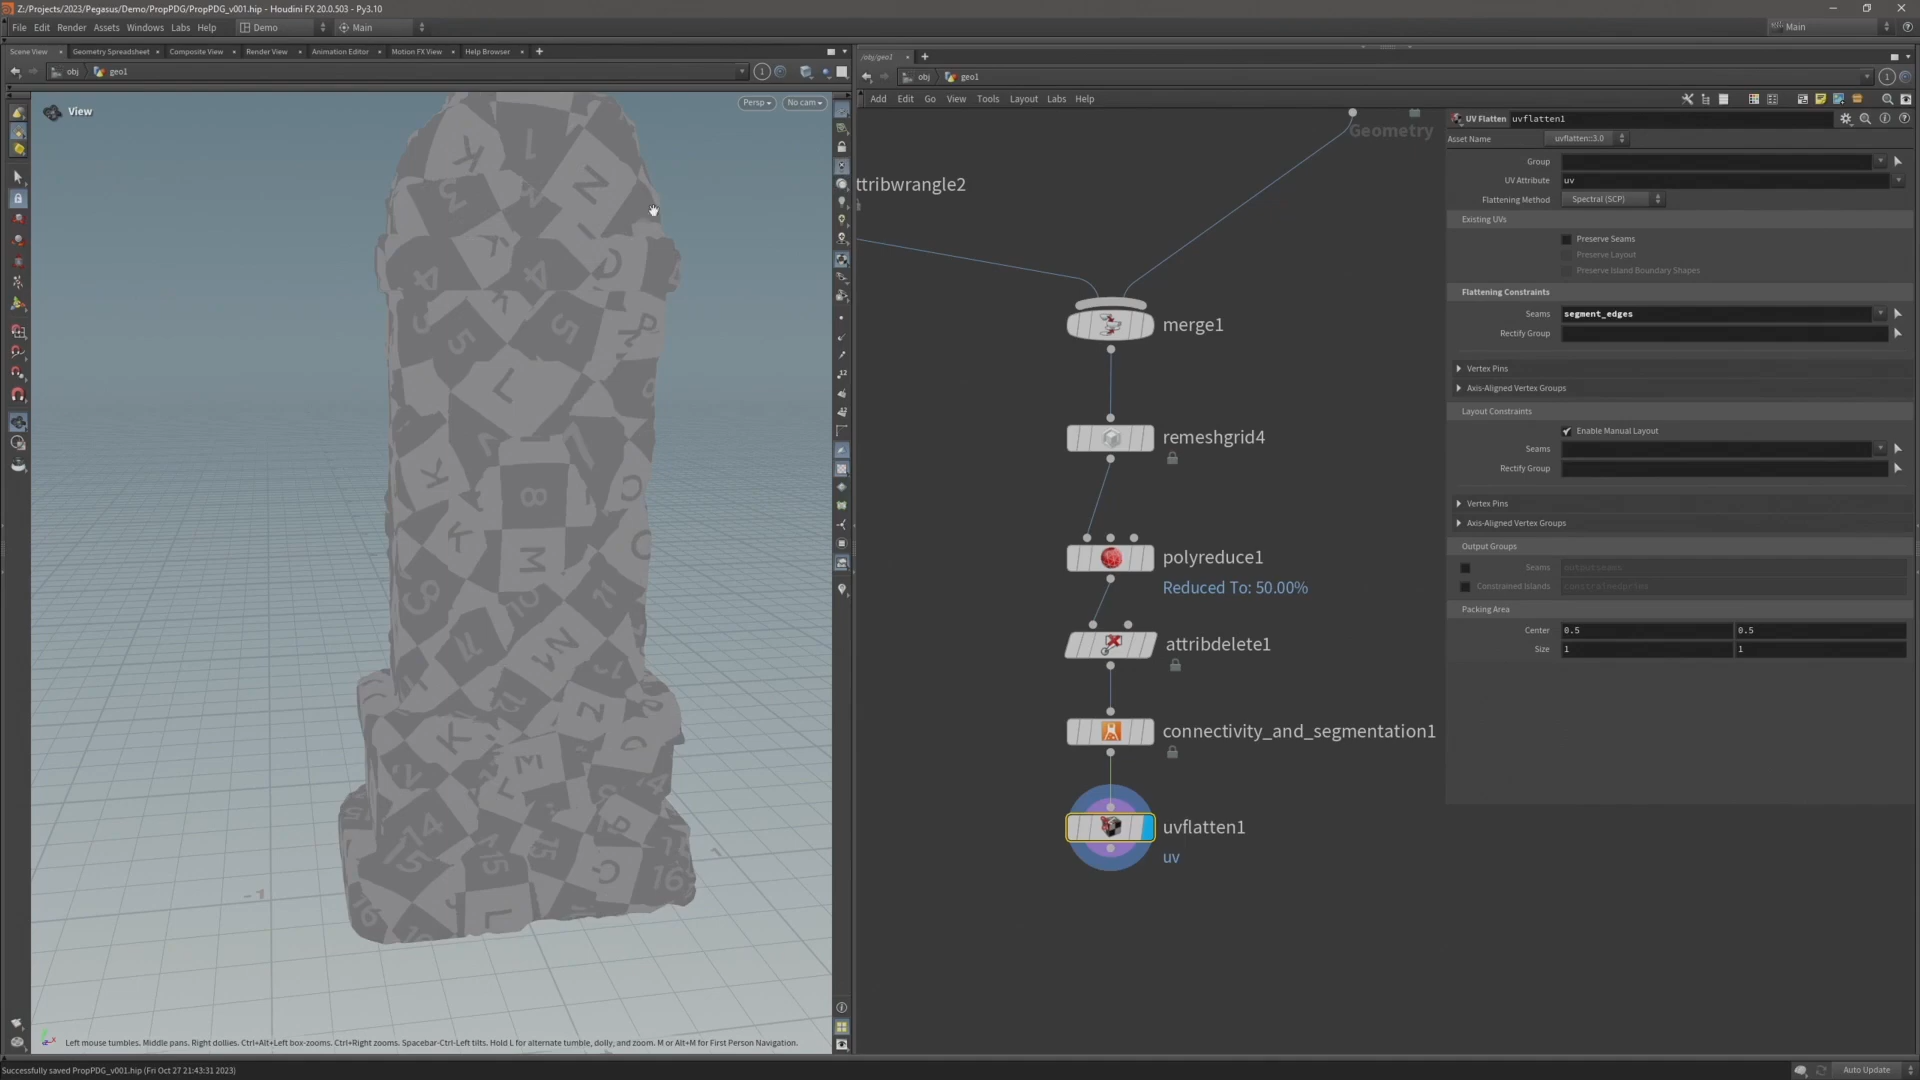 Z:/Projects/2023/Pegasus/Demo/PropPDG/PropPDG_v001.hip - Houdini FX 20.0.503 - Py3.10
File Edit Render Assets Windows Labs Help Demo Main Main
Scene View Geometry Spreadsheet Composite View Render View Animation Editor Motion FX View Help Browser
/obj/geo1
obj geo1
obj geo1
Add Edit Go View Tools Layout Labs Help
View
Persp No cam
Geometry
ttribwrangle2
merge1
remeshgrid4
polyreduce1
Reduced To: 50.00%
attribdelete1
connectivity_and_segmentation1
uvflatten1
uv
UV Flatten uvflatten1
Asset Name uvflatten::3.0
Group
UV Attribute uv
Flattening Method Spectral (SCP)
Existing UVs
Preserve Seams
Preserve Layout
Preserve Island Boundary Shapes
Flattening Constraints
Seams segment_edges
Rectify Group
Vertex Pins
Axis-Aligned Vertex Groups
Layout Constraints
Enable Manual Layout
Seams
Rectify Group
Vertex Pins
Axis-Aligned Vertex Groups
Output Groups
Seams outputseams
Constrained Islands constrainedprims
Packing Area
Center 0.5 0.5
Size 1 1
-1
1
Left mouse tumbles. Middle pans. Right dollies. Ctrl+Alt+Left box-zooms. Ctrl+Right zooms. Spacebar-Ctrl-Left tilts. Hold L for alternate tumble, dolly, and zoom. M or Alt+M for First Person Navigation.
Successfully saved PropPDG_v001.hip (Fri Oct 27 21:43:31 2023)
Auto Update